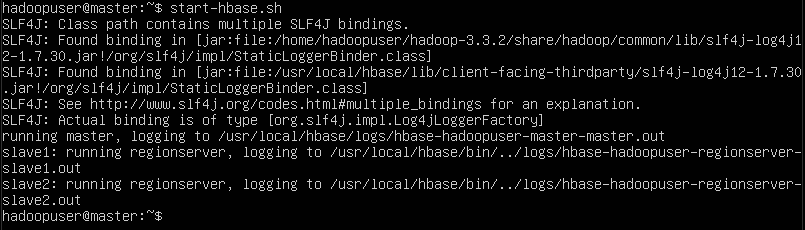 hadoopuser@master:~$ start-hbase.sh
SLF4J: Class path contains multiple SLF4J bindings.
SLF4J: Found binding in [jar:file:/home/hadoopuser/hadoop-3.3.2/share/hadoop/common/lib/slf4j-log4j1
2-1.7.30.jar!/org/slf4j/impl/StaticLoggerBinder.class]
SLF4J: Found binding in [jar:file:/usr/local/hbase/lib/client-facing-thirdparty/slf4j-log4j12-1.7.30
.jar!/org/slf4j/impl/StaticLoggerBinder.class]
SLF4J: See http://www.slf4j.org/codes.html#multiple_bindings for an explanation.
SLF4J: Actual binding is of type [org.slf4j.impl.Log4jLoggerFactory]
running master, logging to /usr/local/hbase/logs/hbase-hadoopuser-master-master.out
slave1: running regionserver, logging to /usr/local/hbase/bin/../logs/hbase-hadoopuser-regionserver-
slave1.out
slave2: running regionserver, logging to /usr/local/hbase/bin/../logs/hbase-hadoopuser-regionserver-
slave2.out
hadoopuser@master:~$